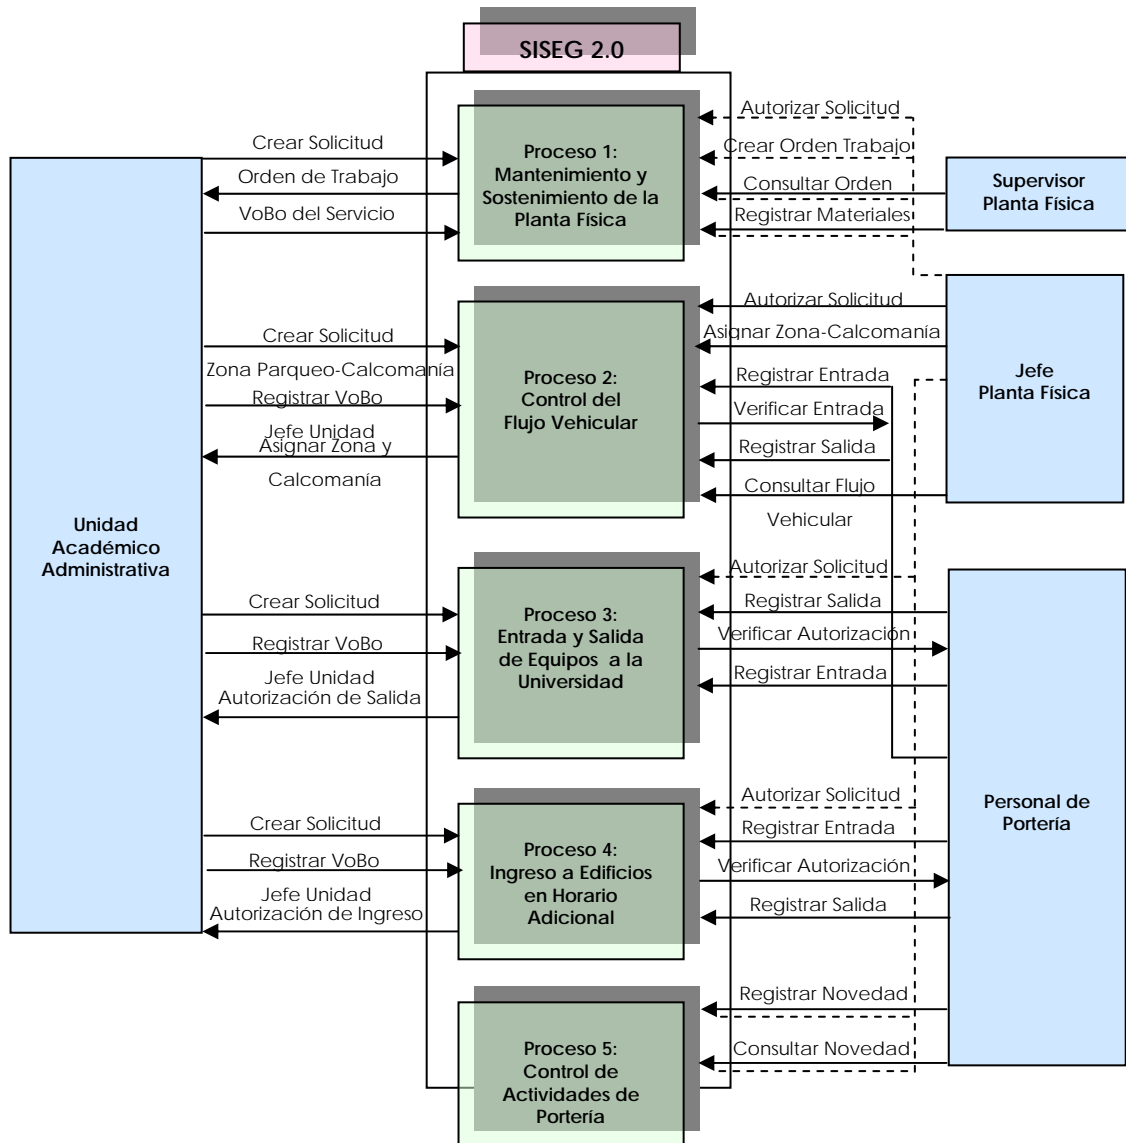 SISEG 2.0
Unidad
Académico
Administrativa
Crear Solicitud
Orden de Trabajo
VoBo del Servicio
Proceso 1:
Mantenimiento y
Sostenimiento de la
Planta Física
Autorizar Solicitud
Crear Orden Trabajo
Consultar Orden
Registrar Materiales
Supervisor
Planta Física
Crear Solicitud
Zona Parqueo-Calcomanía
Registrar VoBo
Jefe Unidad
Asignar Zona y
Calcomanía
Proceso 2:
Control del
Flujo Vehicular
Autorizar Solicitud
Asignar Zona-Calcomanía
Registrar Entrada
Verificar Entrada
Registrar Salida
Consultar Flujo
Vehicular
Jefe
Planta Física
Crear Solicitud
Registrar VoBo
Jefe Unidad
Autorización de Salida
Proceso 3:
Entrada y Salida
de Equipos a la
Universidad
Autorizar Solicitud
Registrar Salida
Verificar Autorización
Registrar Entrada
Crear Solicitud
Registrar VoBo
Jefe Unidad
Autorización de Ingreso
Proceso 4:
Ingreso a Edificios
en Horario
Adicional
Autorizar Solicitud
Registrar Entrada
Verificar Autorización
Registrar Salida
Personal de
Portería
Proceso 5:
Control de
Actividades de
Portería
Registrar Novedad
Consultar Novedad